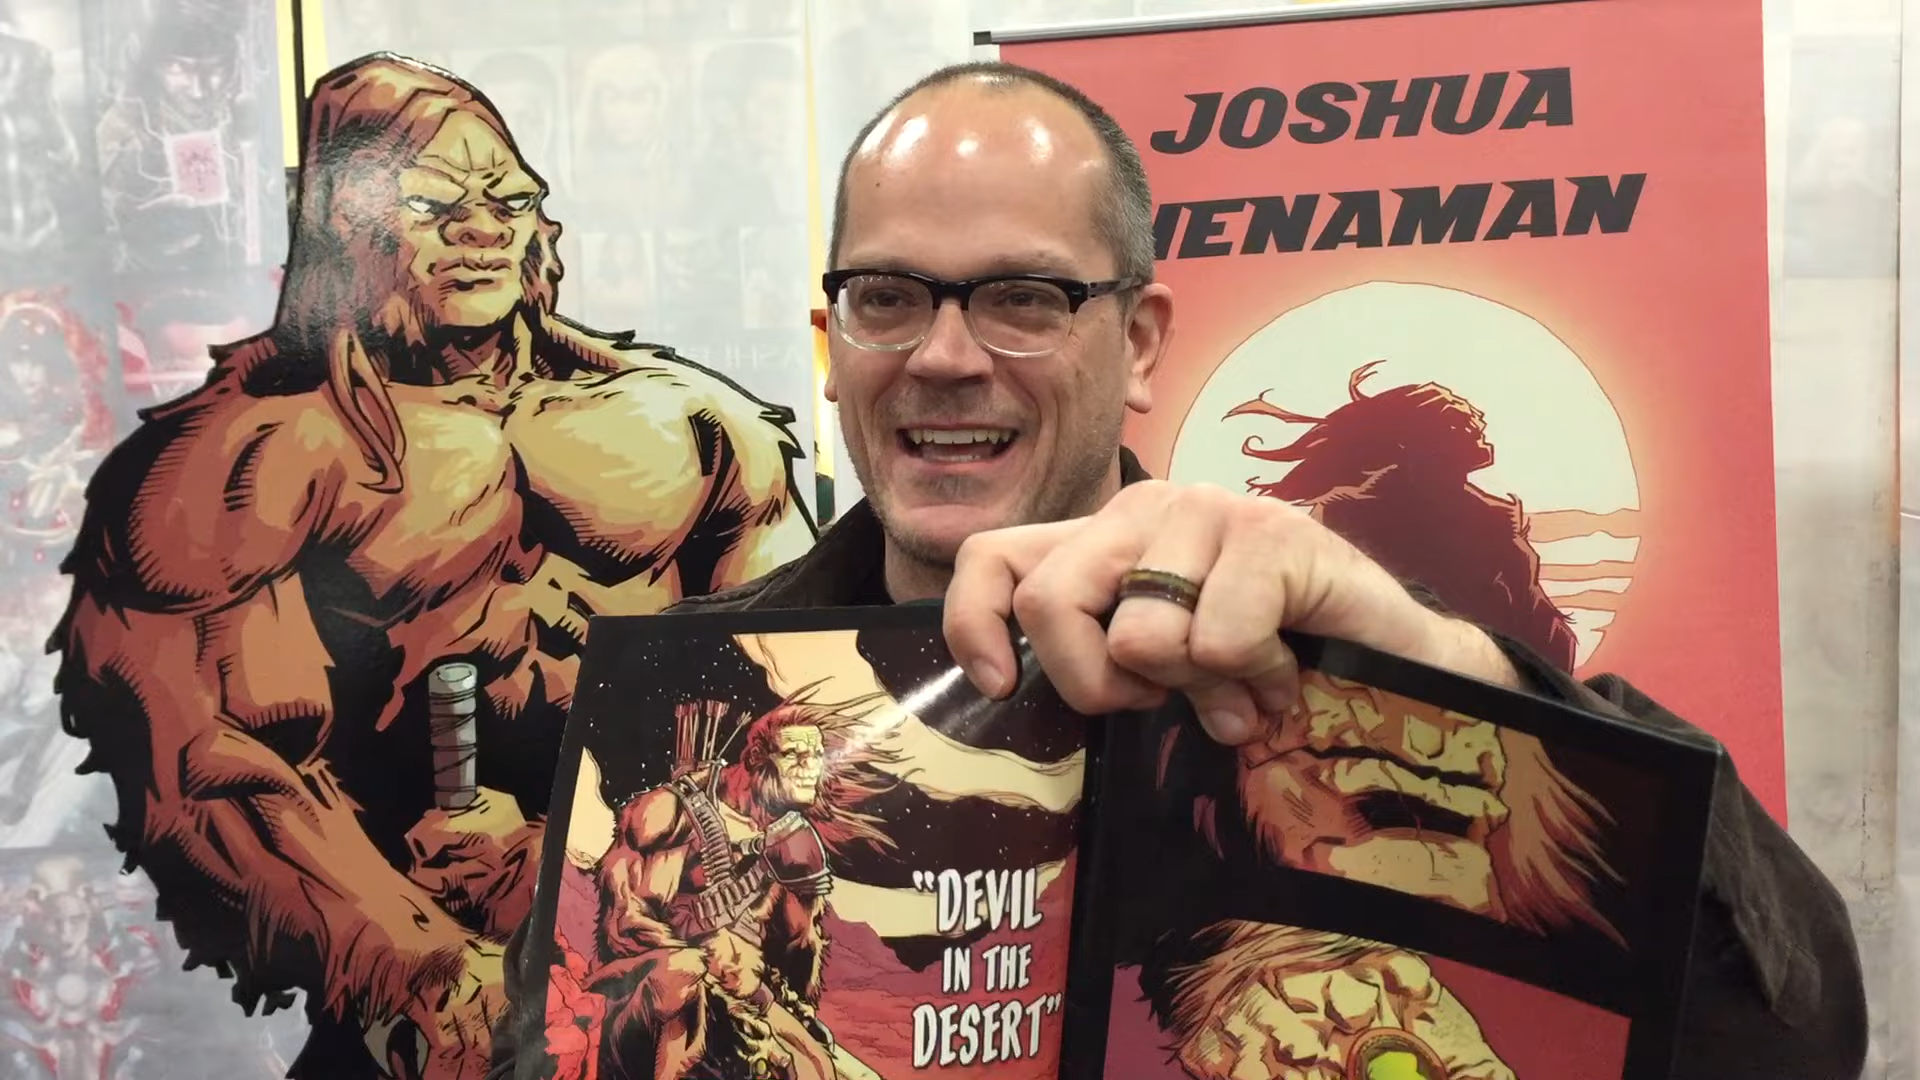 JOSHUA
HENAMAN
"DEVIL
IN THE
DESERT"